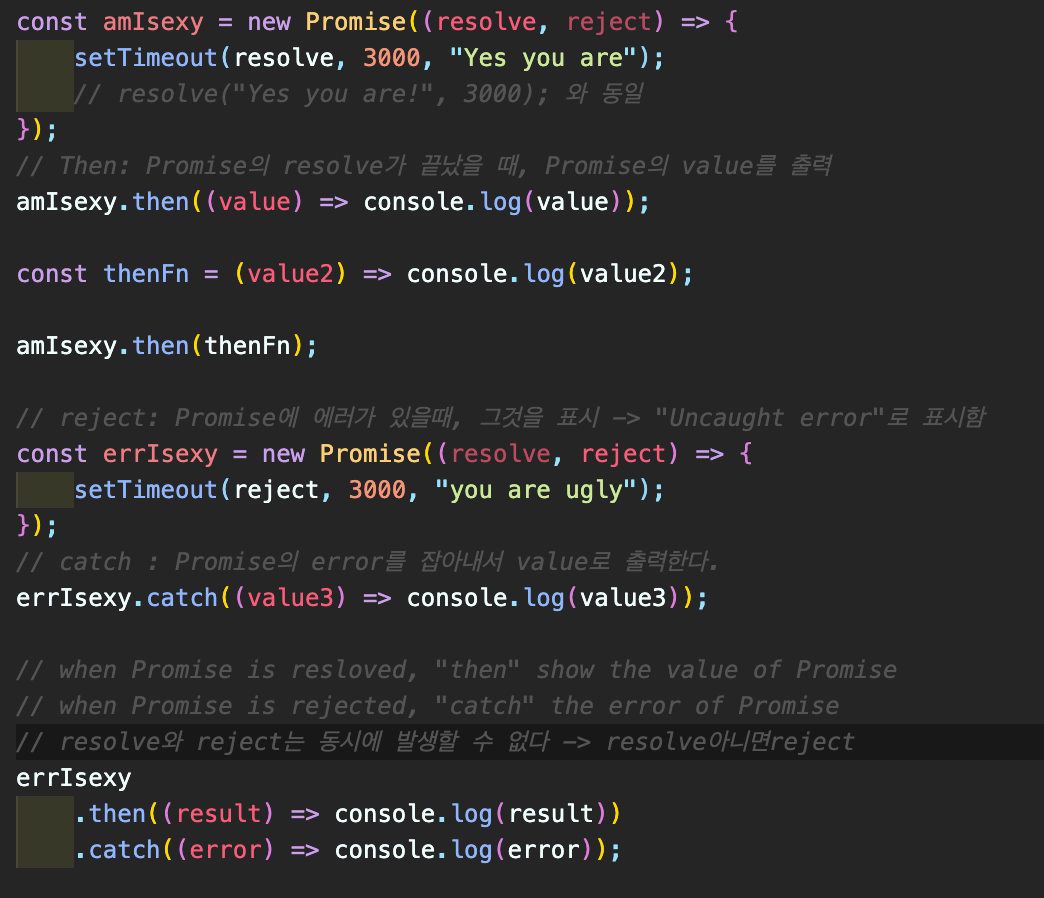 const amIsexy = new Promise((resolve, reject) => {
setTimeout(resolve, 3000, "Yes you are");
// resolve("Yes you are!", 3000); 와 동일
});
// Then: Promise의 resolve가 끝났을 때, Promise의 value를 출력
amIsexy.then((value) => console.log(value));
const thenFn = (value2) => console.log(value2);
amIsexy.then(thenFn);
// reject: Promise에 에러가 있을때, 그것을 표시 -> "Uncaught error"로 표시함
const errIsexy = new Promise((resolve, reject) => {
setTimeout(reject, 3000, "you are ugly");
});
// catch : Promise의 error를 잡아내서 value로 출력한다.
errIsexy.catch((value3) => console.log(value3));
// when Promise is resloved, "then" show the value of Promise
// when Promise is rejected, "catch" the error of Promise
// resolve와 reject는 동시에 발생할 수 없다 -> resolve아니면reject
errIsexy
.then((result) => console.log(result))
.catch((error) => console.log(error));